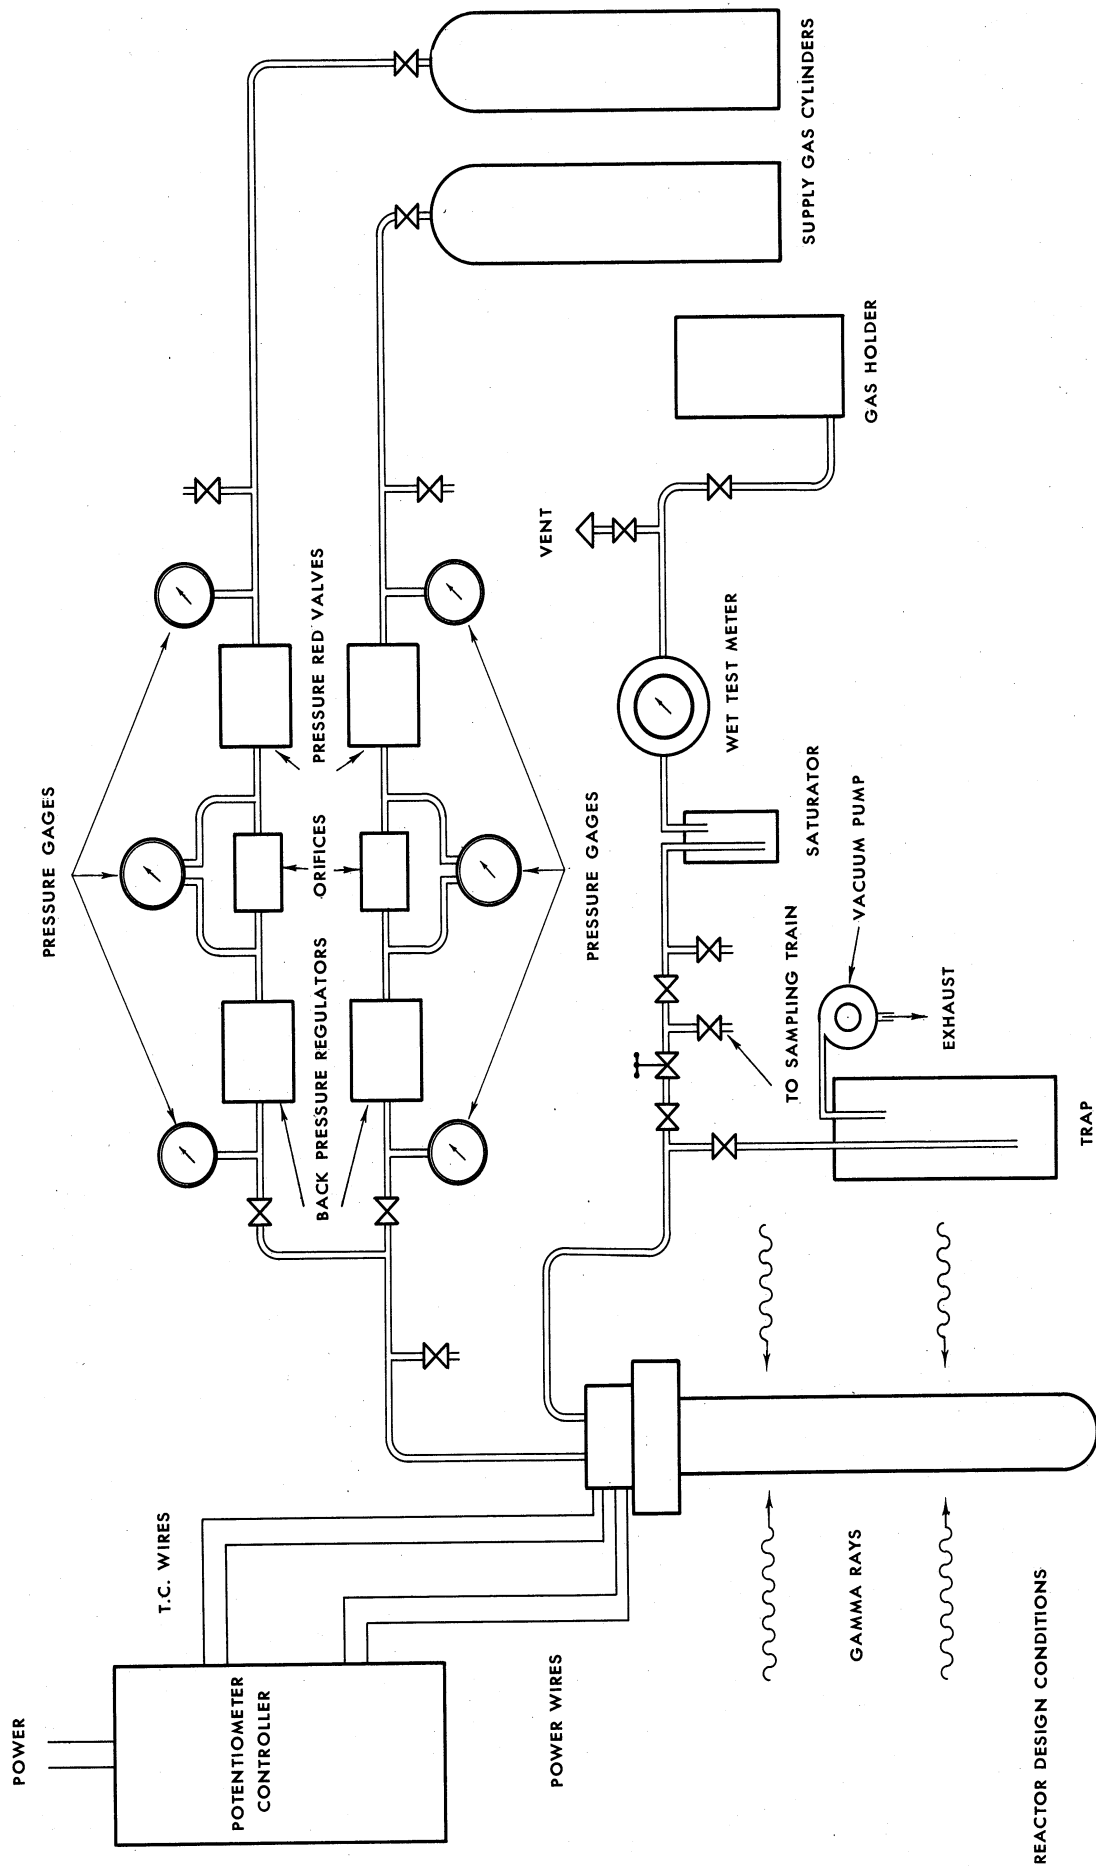 POWER
POTENTIOMETER
CONTROLLER
T.C. WIRES
POWER WIRES
PRESSURE GAGES
BACK PRESSURE REGULATORS
ORIFICES
PRESSURE RED VALVES
PRESSURE GAGES
VENT
WET TEST METER
SATURATOR
VACUUM PUMP
TO SAMPLING TRAIN
EXHAUST
TRAP
GAS HOLDER
SUPPLY GAS CYLINDERS
GAMMA RAYS
REACTOR DESIGN CONDITIONS